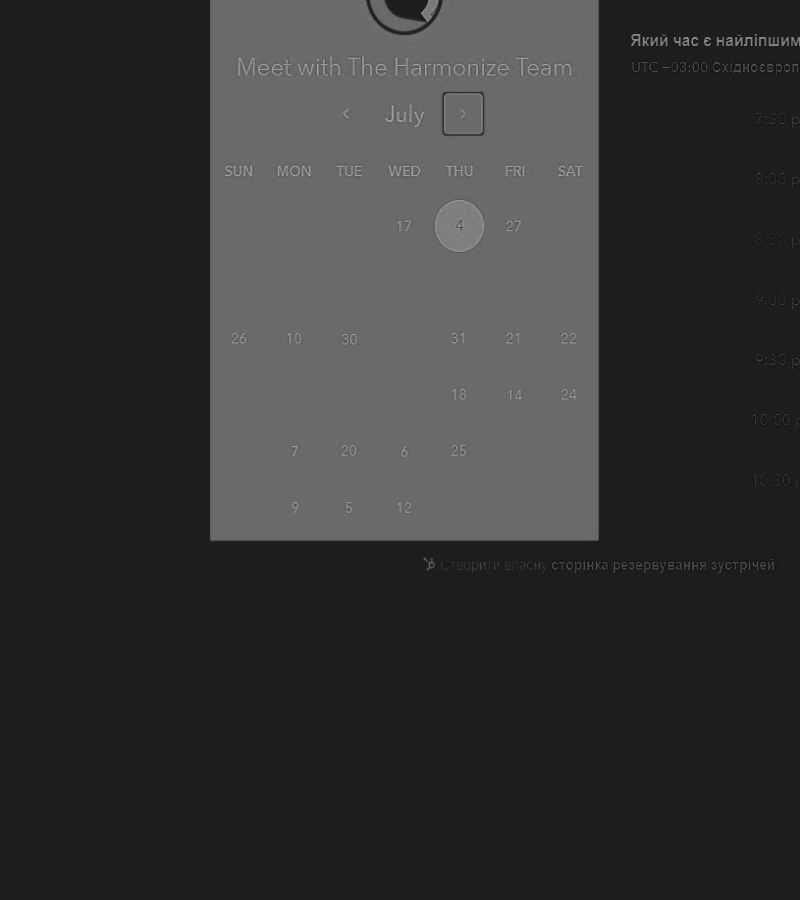 Який час є найліпшим
Meet with The Harmonize Team
UTC +03:00 Східноєвроп
July
7:30 p
SUN MON TUE WED THU FRI SAT
8:00 p
17 4 27
8:30 p
9:00 p
26 10 30 31 21 22
9:30 p
18 14 24
10:00 p
7 20 6 25
10:30 p
9 5 12
Створити власну сторінка резервування зустрічей